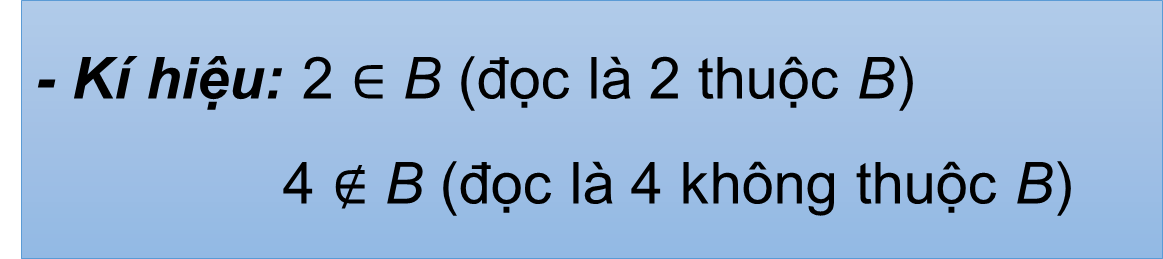 - Kí hiệu: 2 ∈ B (đọc là 2 thuộc B)
4 ∉ B (đọc là 4 không thuộc B)